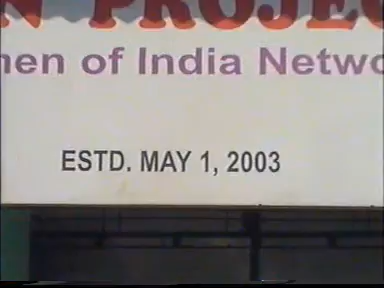 N PROJEC
men of India Netwo
ESTD. MAY 1, 2003